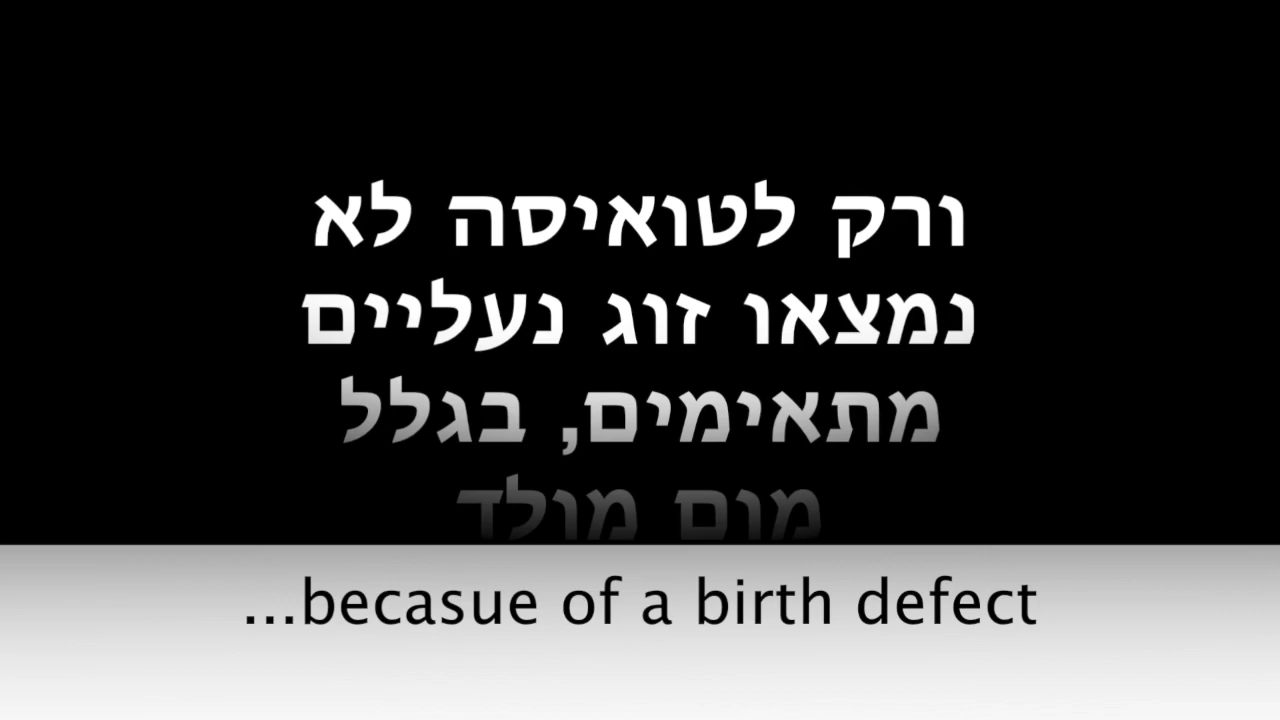 ורק לטואיסה לא
נמצאו זוג נעליים
מתאימים, בגלל
מום מולד
...becasue of a birth defect